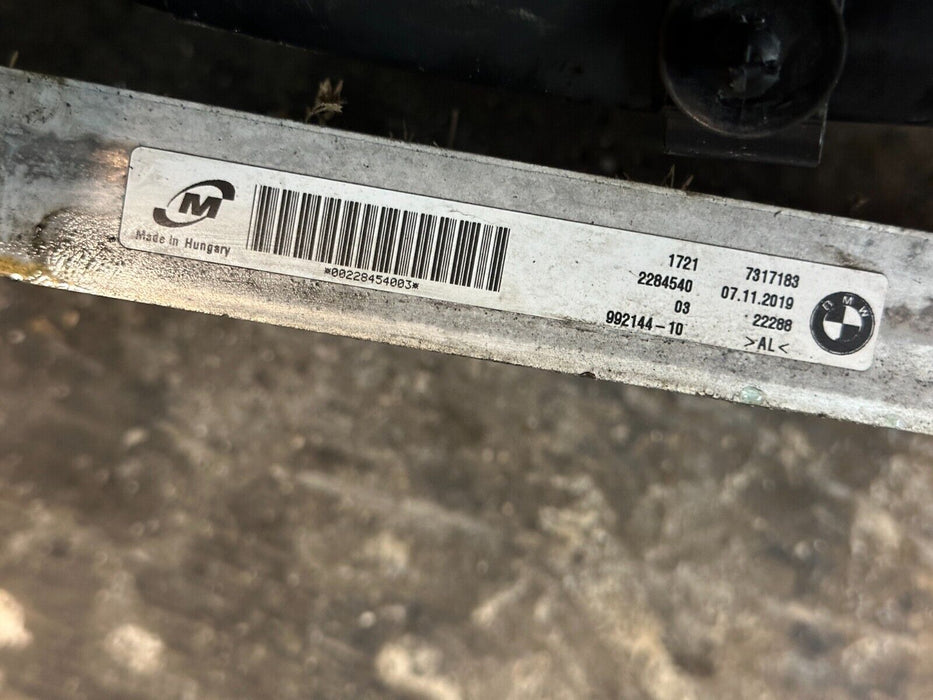 M
Made in Hungary
*00228454003*
1721 7317183
2284540 07.11.2019
03 22288
992144-10 >AL<
BMW